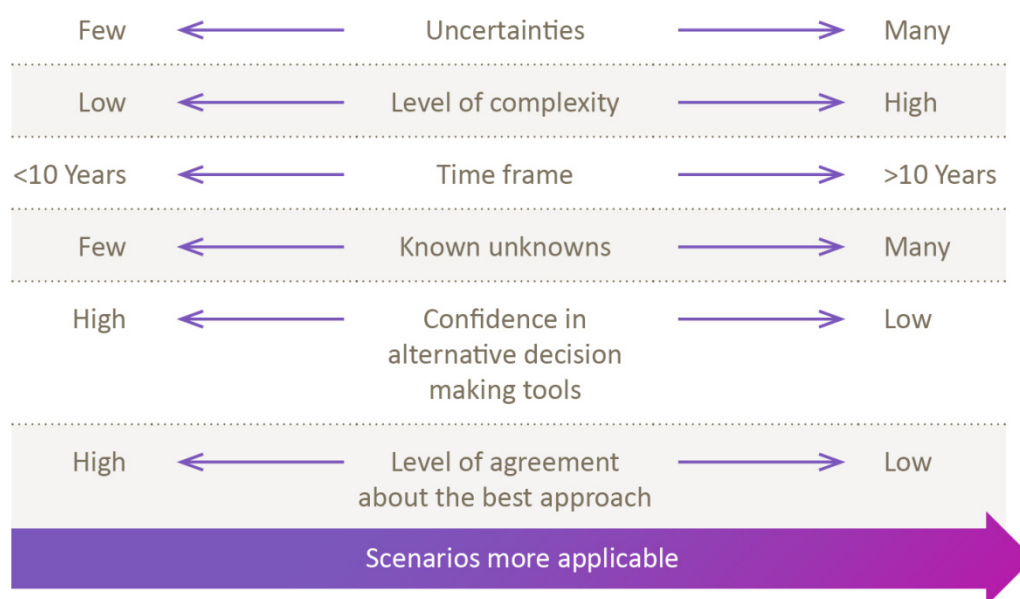 Few Uncertainties Many
Low Level of complexity High
<10 Years Time frame >10 Years
Few Known unknowns Many
High Confidence in Low
alternative decision
making tools
High Level of agreement Low
about the best approach
Scenarios more applicable